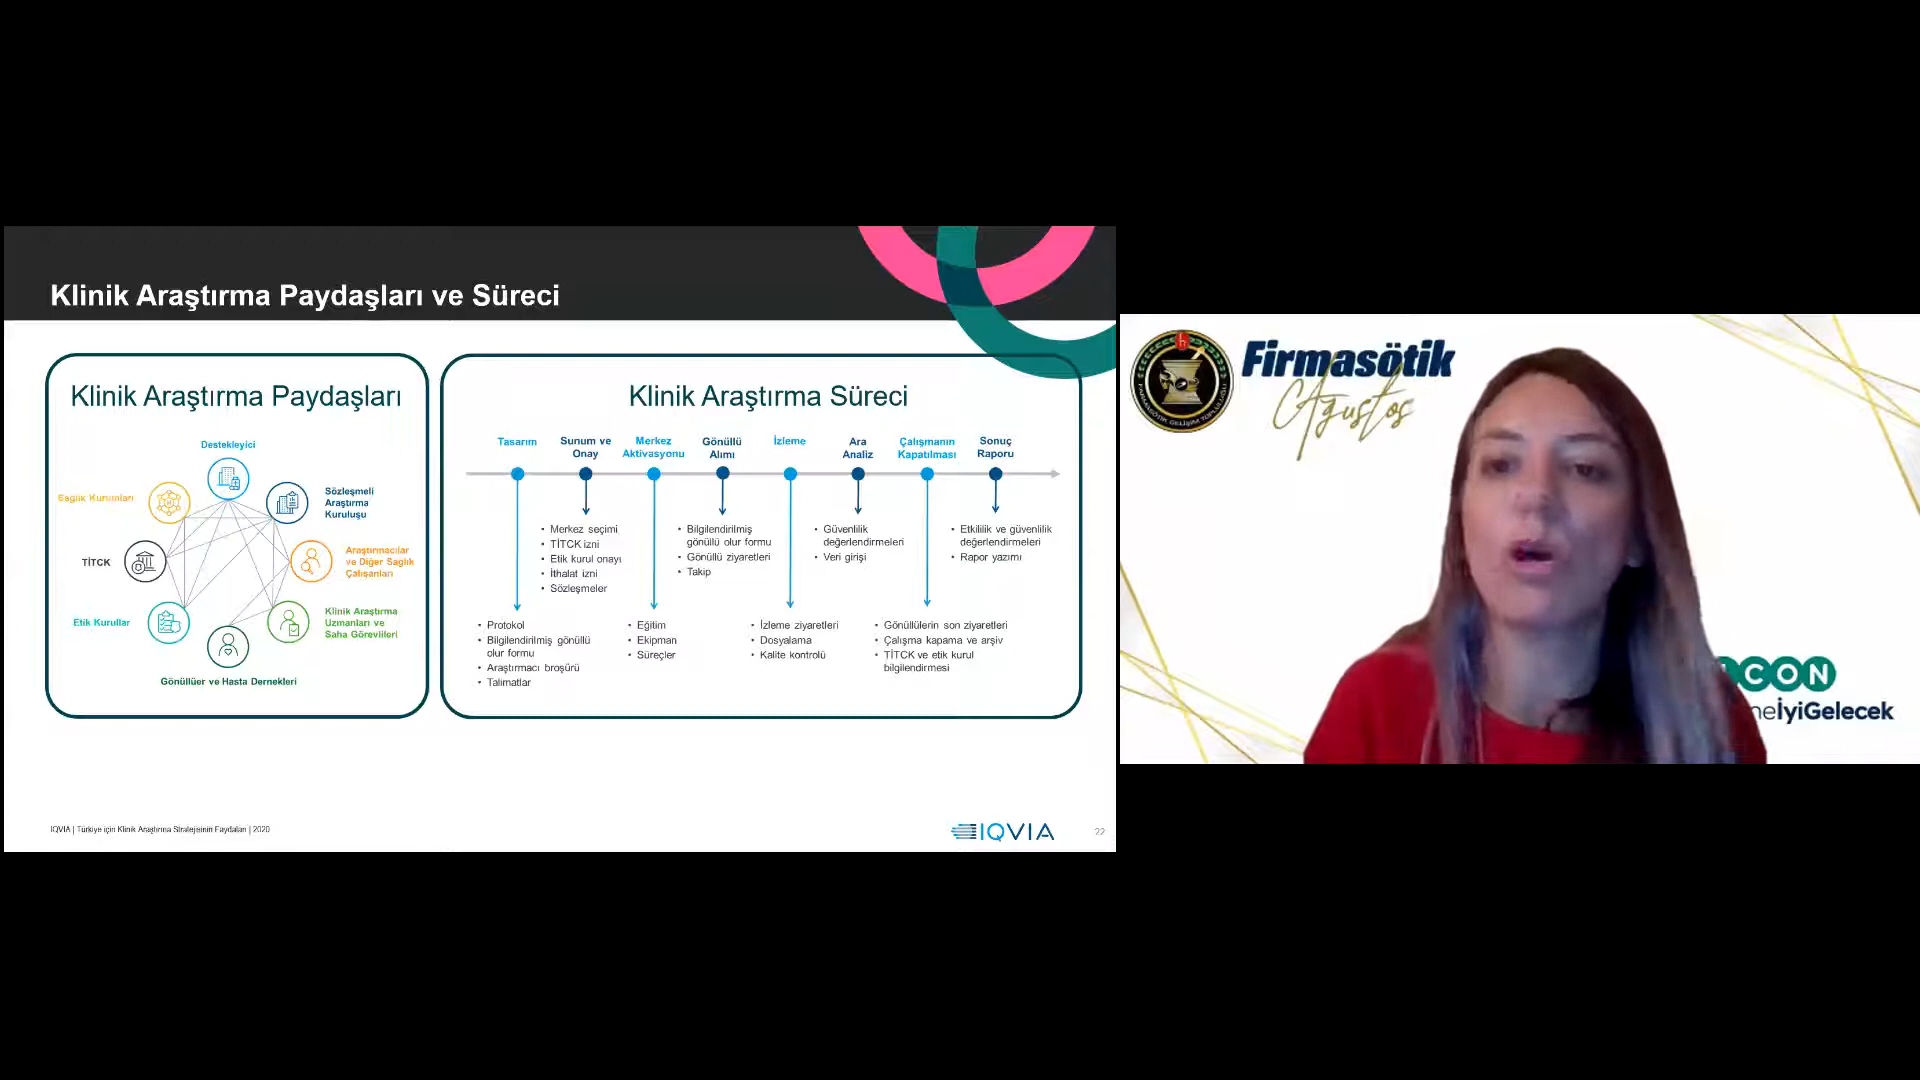 Klinik Araştırma Paydaşları ve Süreci
Klinik Araştırma Paydaşları
Destekleyici
Sağlık Kurumları
Sözleşmeli
Araştırma
Kuruluşu
TİTCK
Araştırmacılar
ve Diğer Sağlık
Çalışanları
Etik Kurullar
Klinik Araştırma
Uzmanları ve
Saha Görevlileri
Gönüllüer ve Hasta Dernekleri
Klinik Araştırma Süreci
Tasarım
Sunum ve
Onay
Merkez
Aktivasyonu
Gönüllü
Alımı
İzleme
Ara
Analiz
Çalışmanın
Kapatılması
Sonuç
Raporu
• Merkez seçimi
• TİTCK izni
• Etik kurul onayı
• İthalat izni
• Sözleşmeler
• Bilgilendirilmiş
gönüllü olur formu
• Gönüllü ziyaretleri
• Takip
• Güvenlik
değerlendirmeleri
• Veri girişi
• Etkililik ve güvenlilik
değerlendirmeleri
• Rapor yazımı
• Protokol
• Bilgilendirilmiş gönüllü
olur formu
• Araştırmacı broşürü
• Talimatlar
• Eğitim
• Ekipman
• Süreçler
• İzleme ziyaretleri
• Dosyalama
• Kalite kontrolü
• Gönüllülerin son ziyaretleri
• Çalışma kapama ve arşiv
• TİTCK ve etik kurul
bilgilendirmesi
IQVIA | Türkiye için Klinik Araştırma Stratejisinin Faydaları | 2020
IQVIA
22
Firmasötik
Ağustos
CON
neİyiGelecek